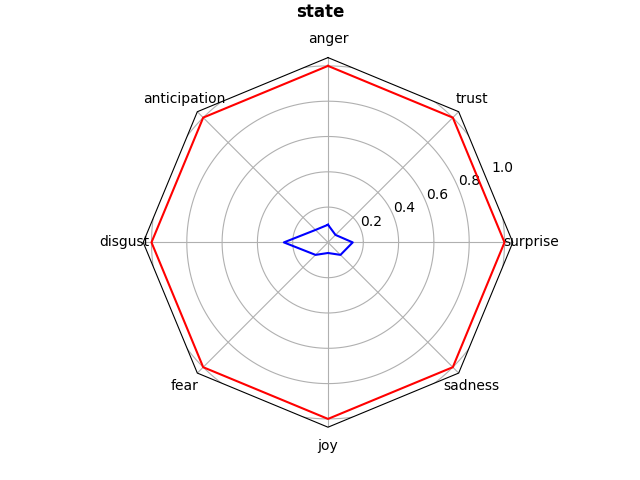 state
anger
anticipation
trust
1.0
0.8
0.6
0.4
0.2
disgust
surprise
fear
sadness
joy